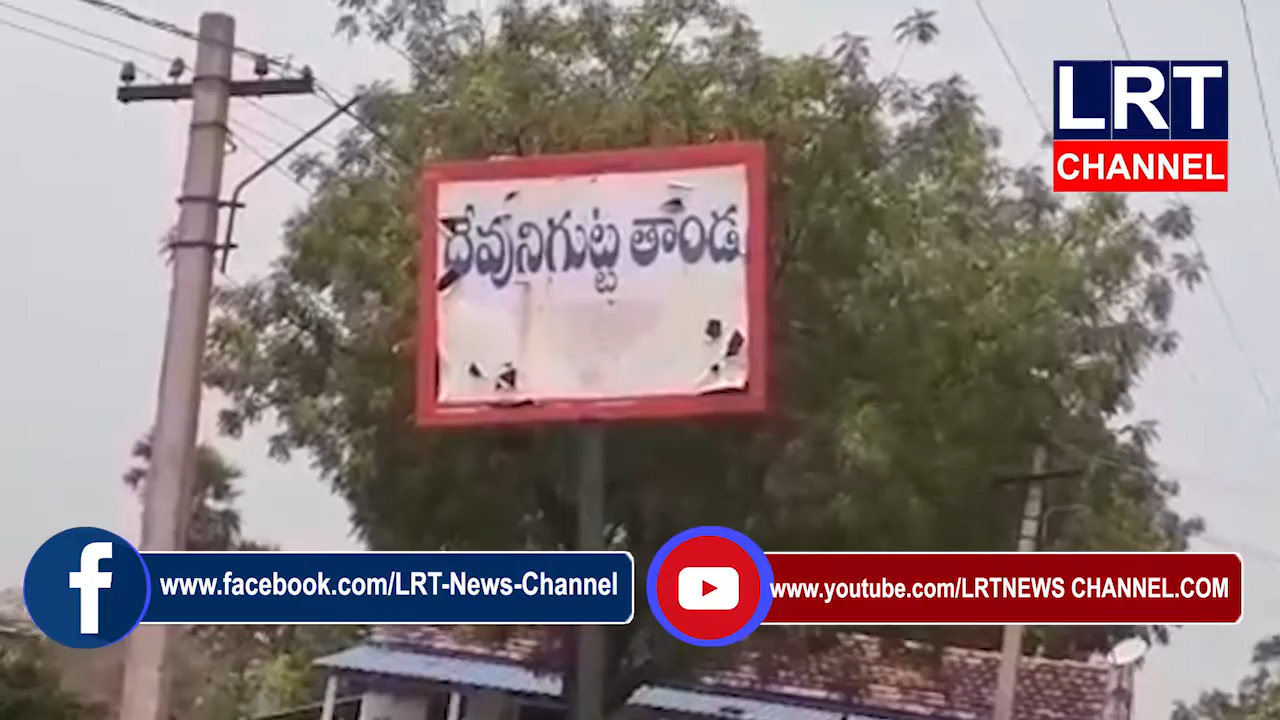 LRT
CHANNEL
దేవునిగుట్ట తాండ
www.facebook.com/LRT-News-Channel
www.youtube.com/LRTNEWS CHANNEL.COM